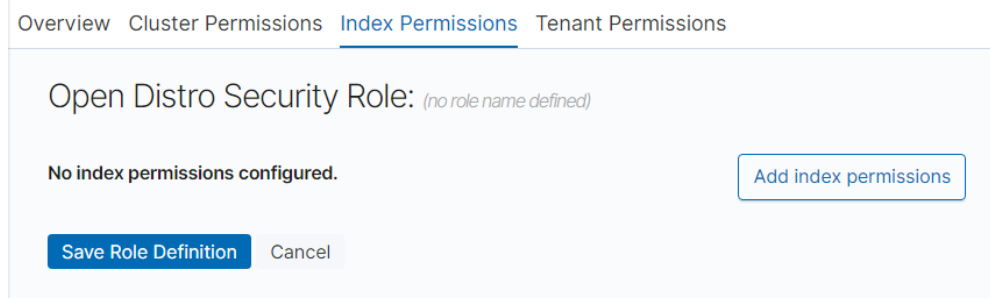 Overview Cluster Permissions Index Permissions Tenant Permissions
Open Distro Security Role: (no role name defined)
No index permissions configured.
Add index permissions
Save Role Definition Cancel